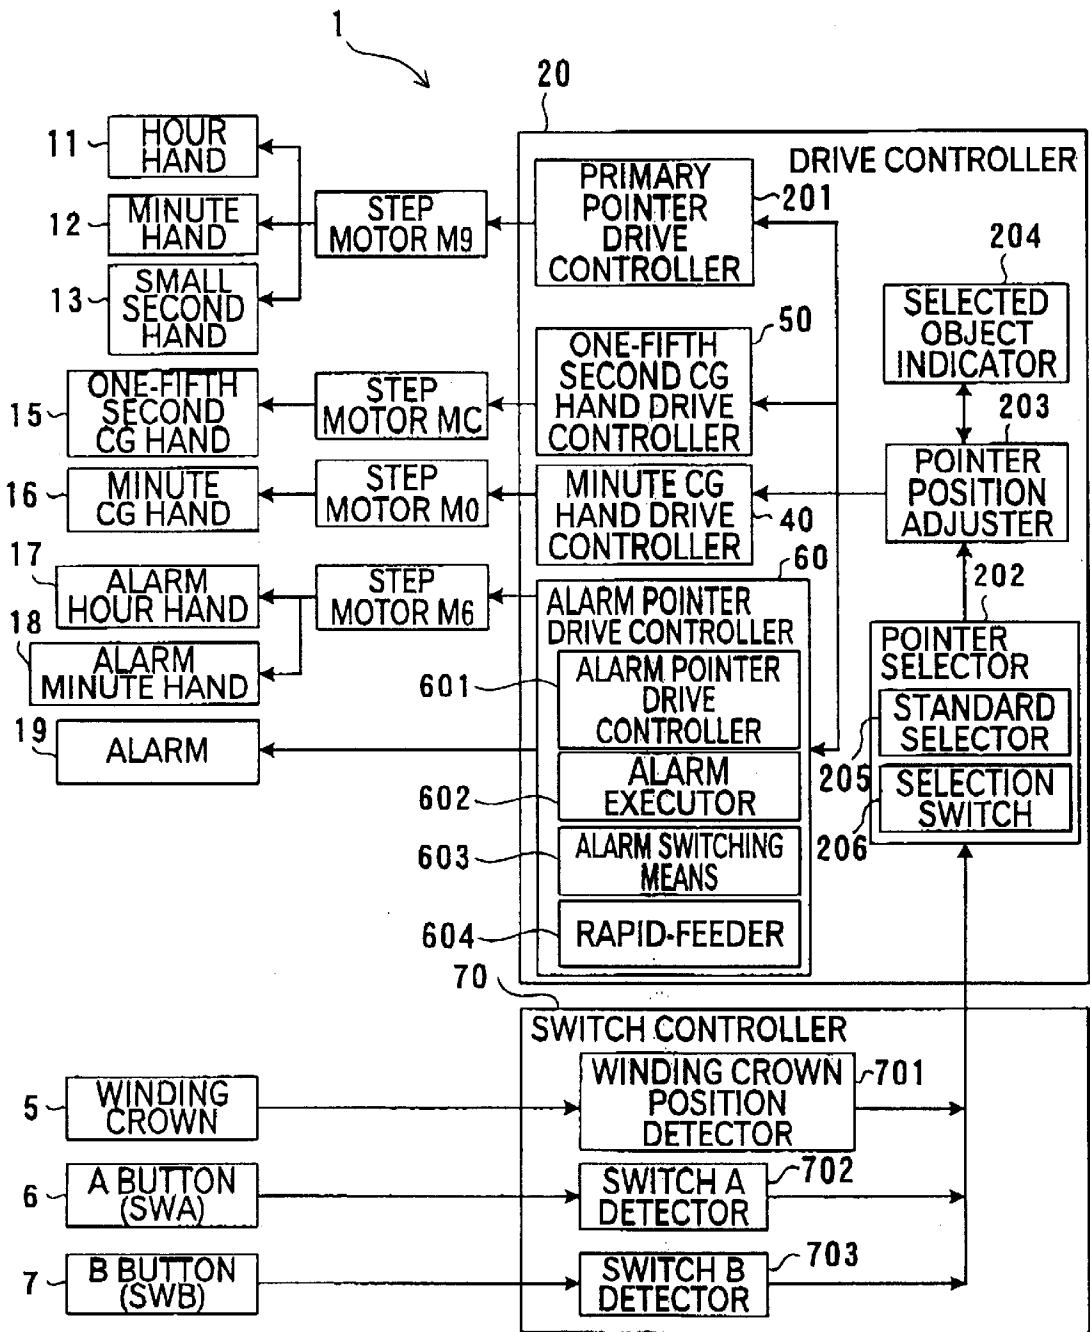 1
20
11
HOUR
HAND
12
MINUTE
HAND
13
SMALL
SECOND
HAND
STEP
MOTOR M9
DRIVE CONTROLLER
PRIMARY
POINTER
DRIVE
CONTROLLER
201
204
SELECTED
OBJECT
INDICATOR
15
ONE-FIFTH
SECOND
CG HAND
STEP
MOTOR MC
50
ONE-FIFTH
SECOND CG
HAND DRIVE
CONTROLLER
203
POINTER
POSITION
ADJUSTER
16
MINUTE
CG HAND
STEP
MOTOR M0
MINUTE CG
HAND DRIVE
CONTROLLER
40
17
ALARM
HOUR HAND
STEP
MOTOR M6
18
ALARM
MINUTE HAND
19
ALARM
60
ALARM POINTER
DRIVE CONTROLLER
601
ALARM POINTER
DRIVE
CONTROLLER
602
ALARM
EXECUTOR
603
ALARM SWITCHING
MEANS
604
RAPID-FEEDER
202
POINTER
SELECTOR
STANDARD
SELECTOR
205
SELECTION
SWITCH
206
70
SWITCH CONTROLLER
5
WINDING
CROWN
WINDING CROWN
POSITION
DETECTOR
701
6
A BUTTON
(SWA)
SWITCH A
DETECTOR
702
7
B BUTTON
(SWB)
SWITCH B
DETECTOR
703